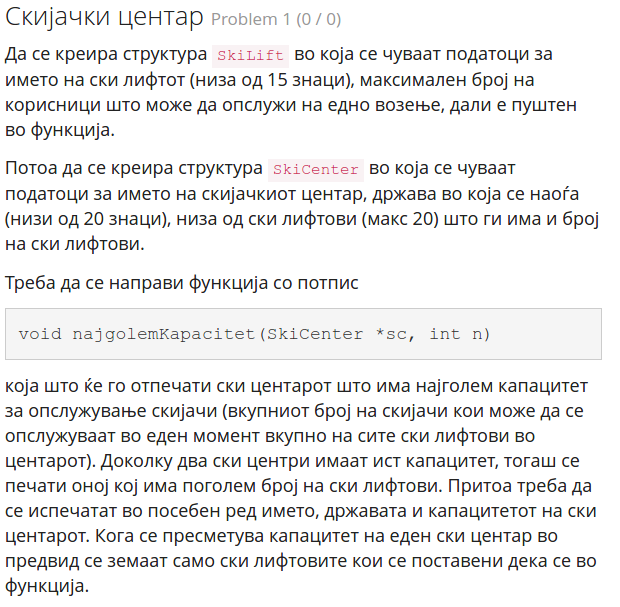 Скијачки центар Problem 1 (0 / 0)
Да се креира структура SkiLift во која се чуваат податоци за
името на ски лифтот (низа од 15 знаци), максимален број на
корисници што може да опслужи на едно возење, дали е пуштен
во функција.
Потоа да се креира структура SkiCenter во која се чуваат
податоци за името на скијачкиот центар, држава во која се наоѓа
(низи од 20 знаци), низа од ски лифтови (макс 20) што ги има и број
на ски лифтови.
Треба да се направи функција со потпис
void najgolemKapacitet(SkiCenter *sc, int n)
која што ќе го отпечати ски центарот што има најголем капацитет
за опслужување скијачи (вкупниот број на скијачи кои може да се
опслужуваат во еден момент вкупно на сите ски лифтови во
центарот). Доколку два ски центри имаат ист капацитет, тогаш се
печати оној кој има поголем број на ски лифтови. Притоа треба да
се испечатат во посебен ред името, државата и капацитетот на ски
центарот. Кога се пресметува капацитет на еден ски центар во
предвид се земаат само ски лифтовите кои се поставени дека се во
функција.